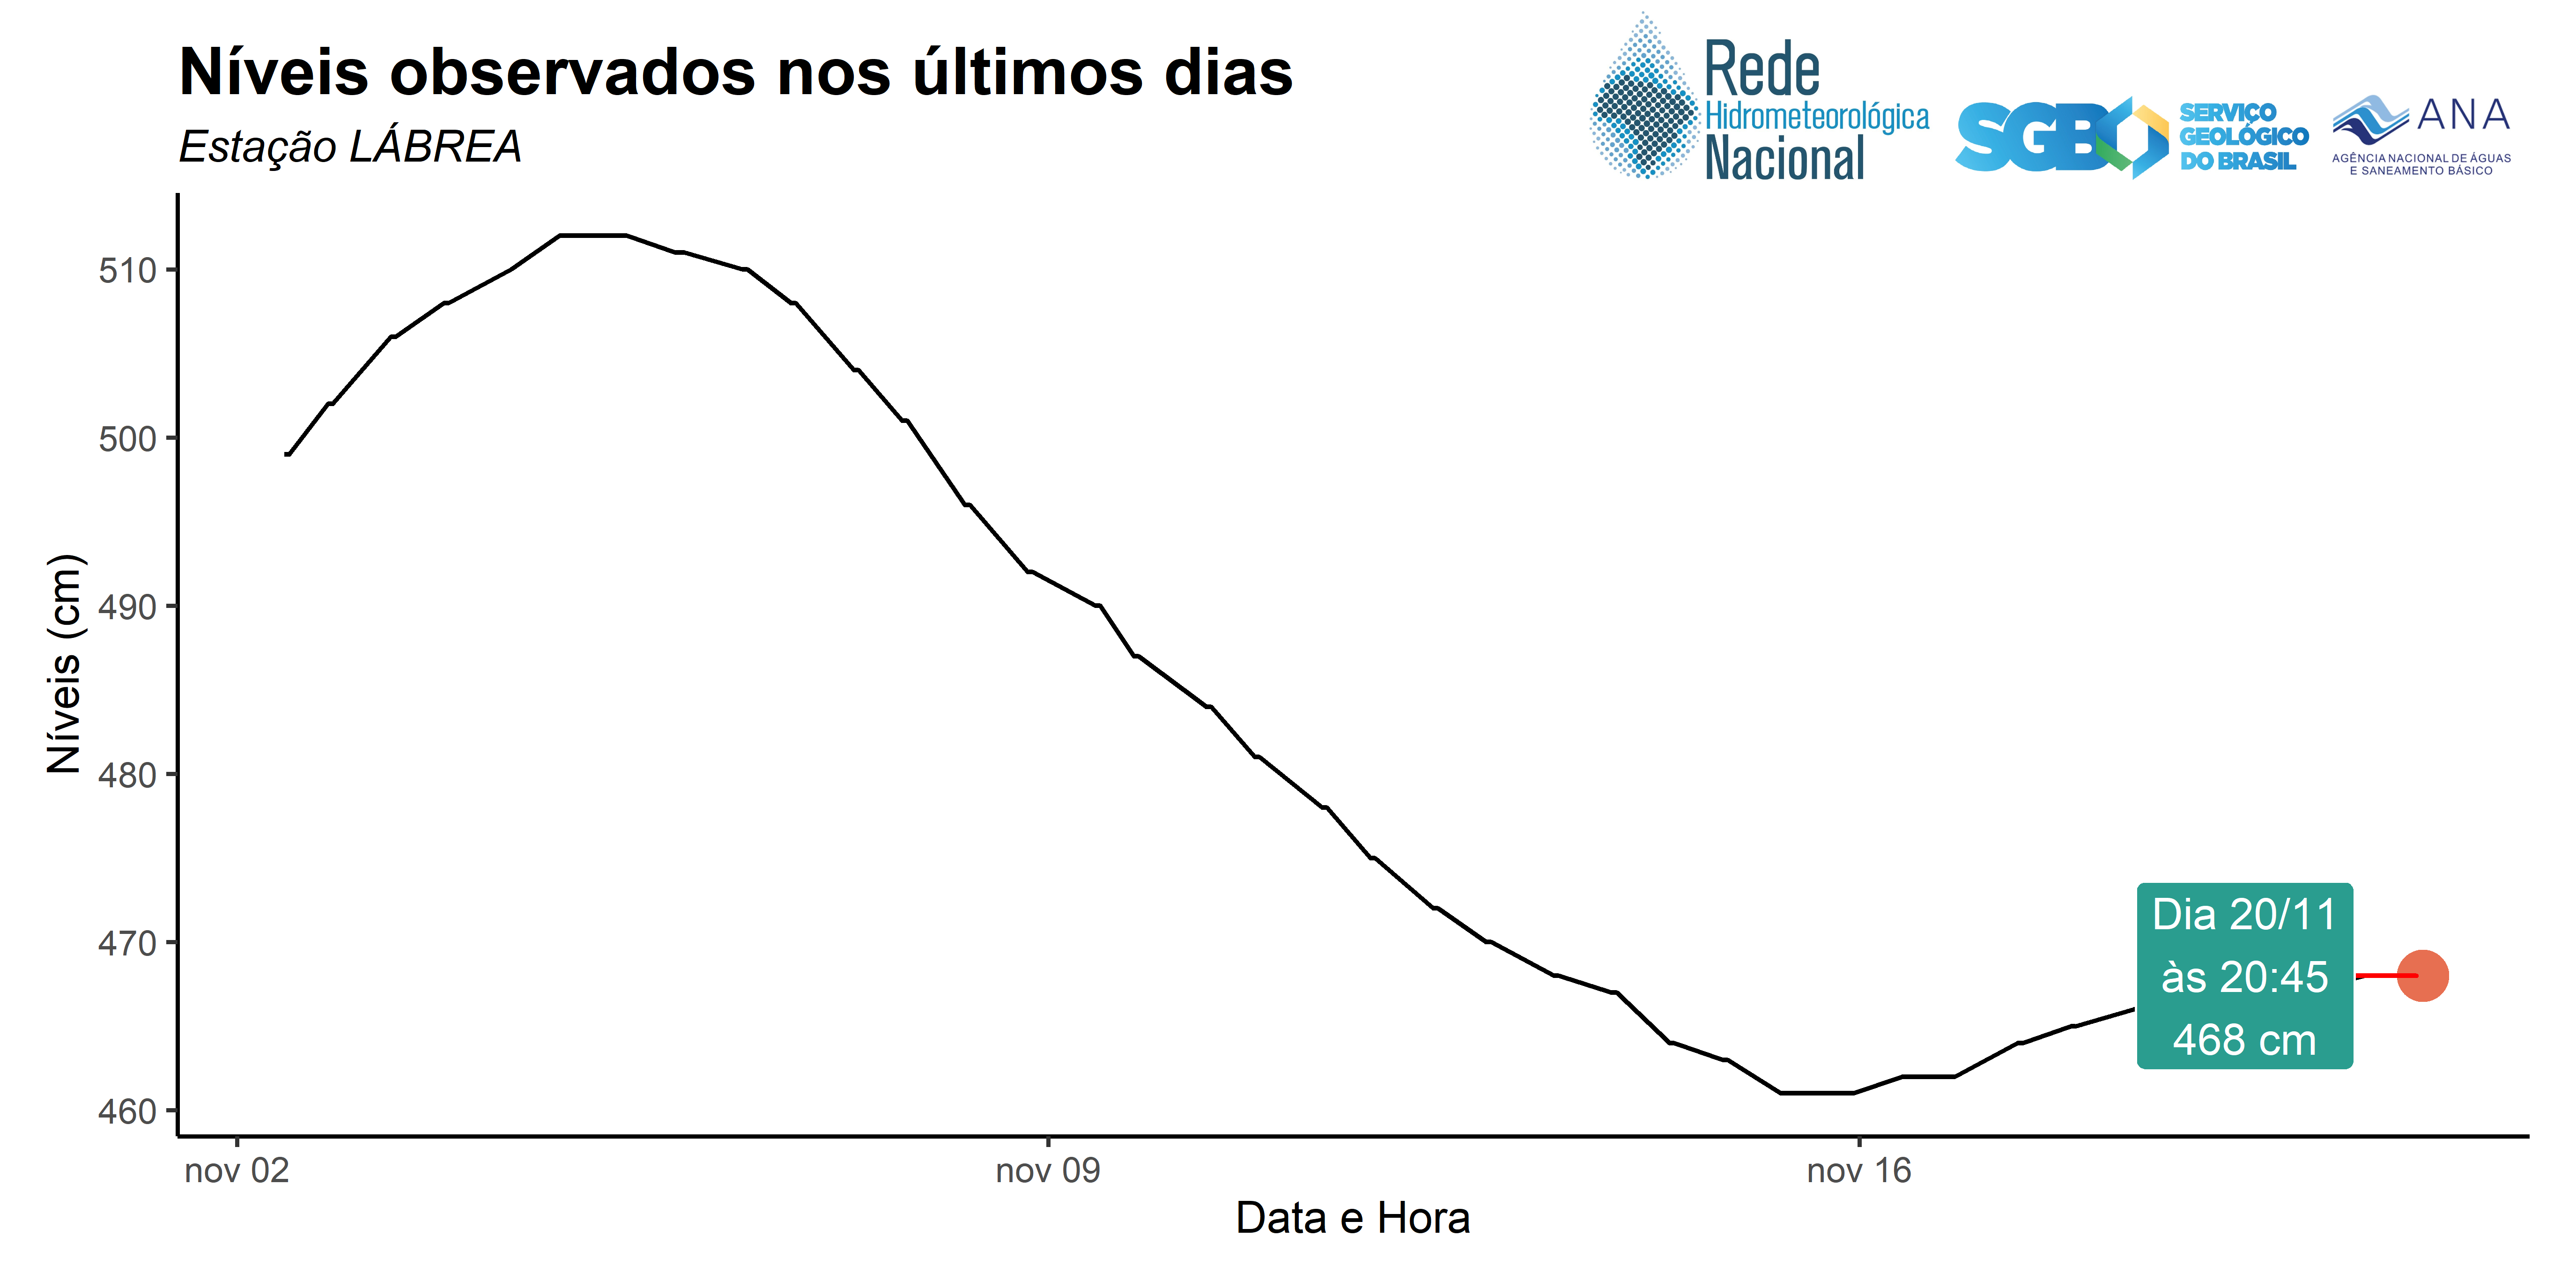 Níveis observados nos últimos dias
Estação LÁBREA
Rede
Hidrometeorológica
Nacional
SGB
SERVIÇO
GEOLÓGICO
DO BRASIL
ANA
AGÊNCIA NACIONAL DE ÁGUAS
E SANEAMENTO BÁSICO
Níveis (cm)
510
500
490
480
470
460
Dia 20/11
às 20:45
468 cm
nov 02
nov 09
nov 16
Data e Hora